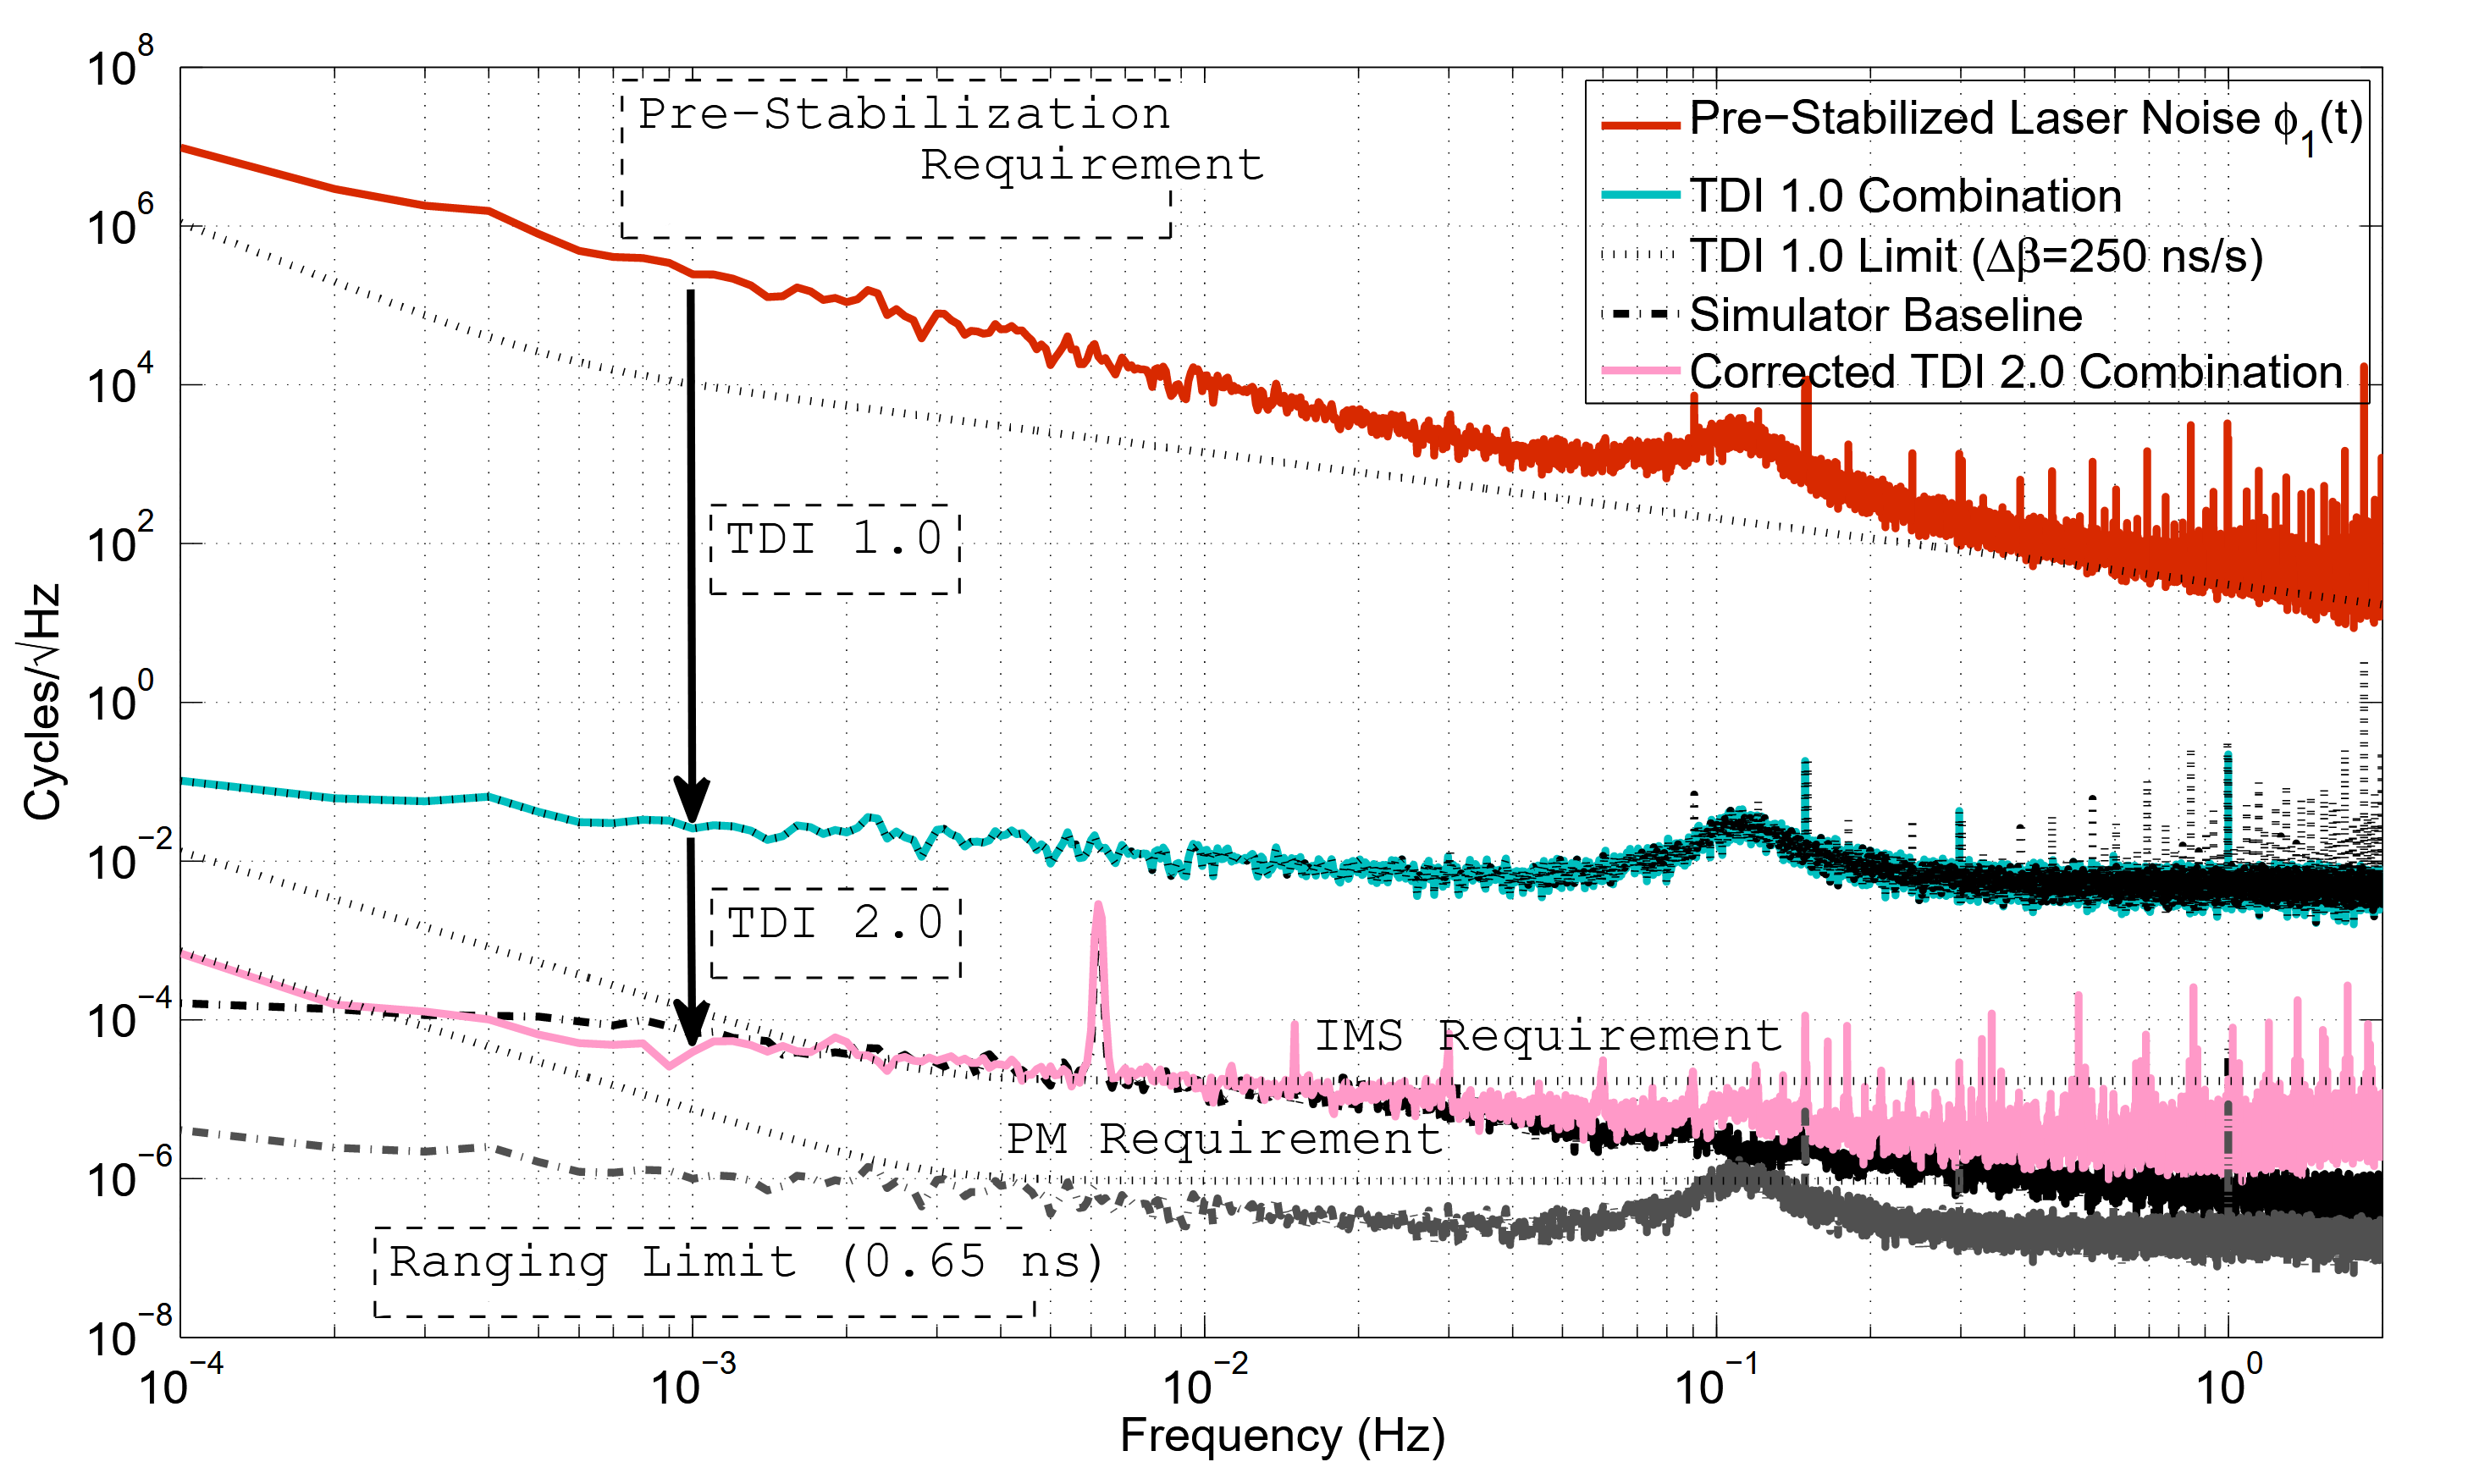 10^8
10^6
10^4
10^2
10^0
10^−2
10^−4
10^−6
10^−8
Cycles/√Hz
Pre−Stabilization
Requirement
Pre−Stabilized Laser Noise ϕ_1(t)
TDI 1.0 Combination
TDI 1.0 Limit (Δβ=250 ns/s)
Simulator Baseline
Corrected TDI 2.0 Combination
TDI 1.0
TDI 2.0
IMS Requirement
PM Requirement
Ranging Limit (0.65 ns)
10^−4 10^−3 10^−2 10^−1 10^0
Frequency (Hz)